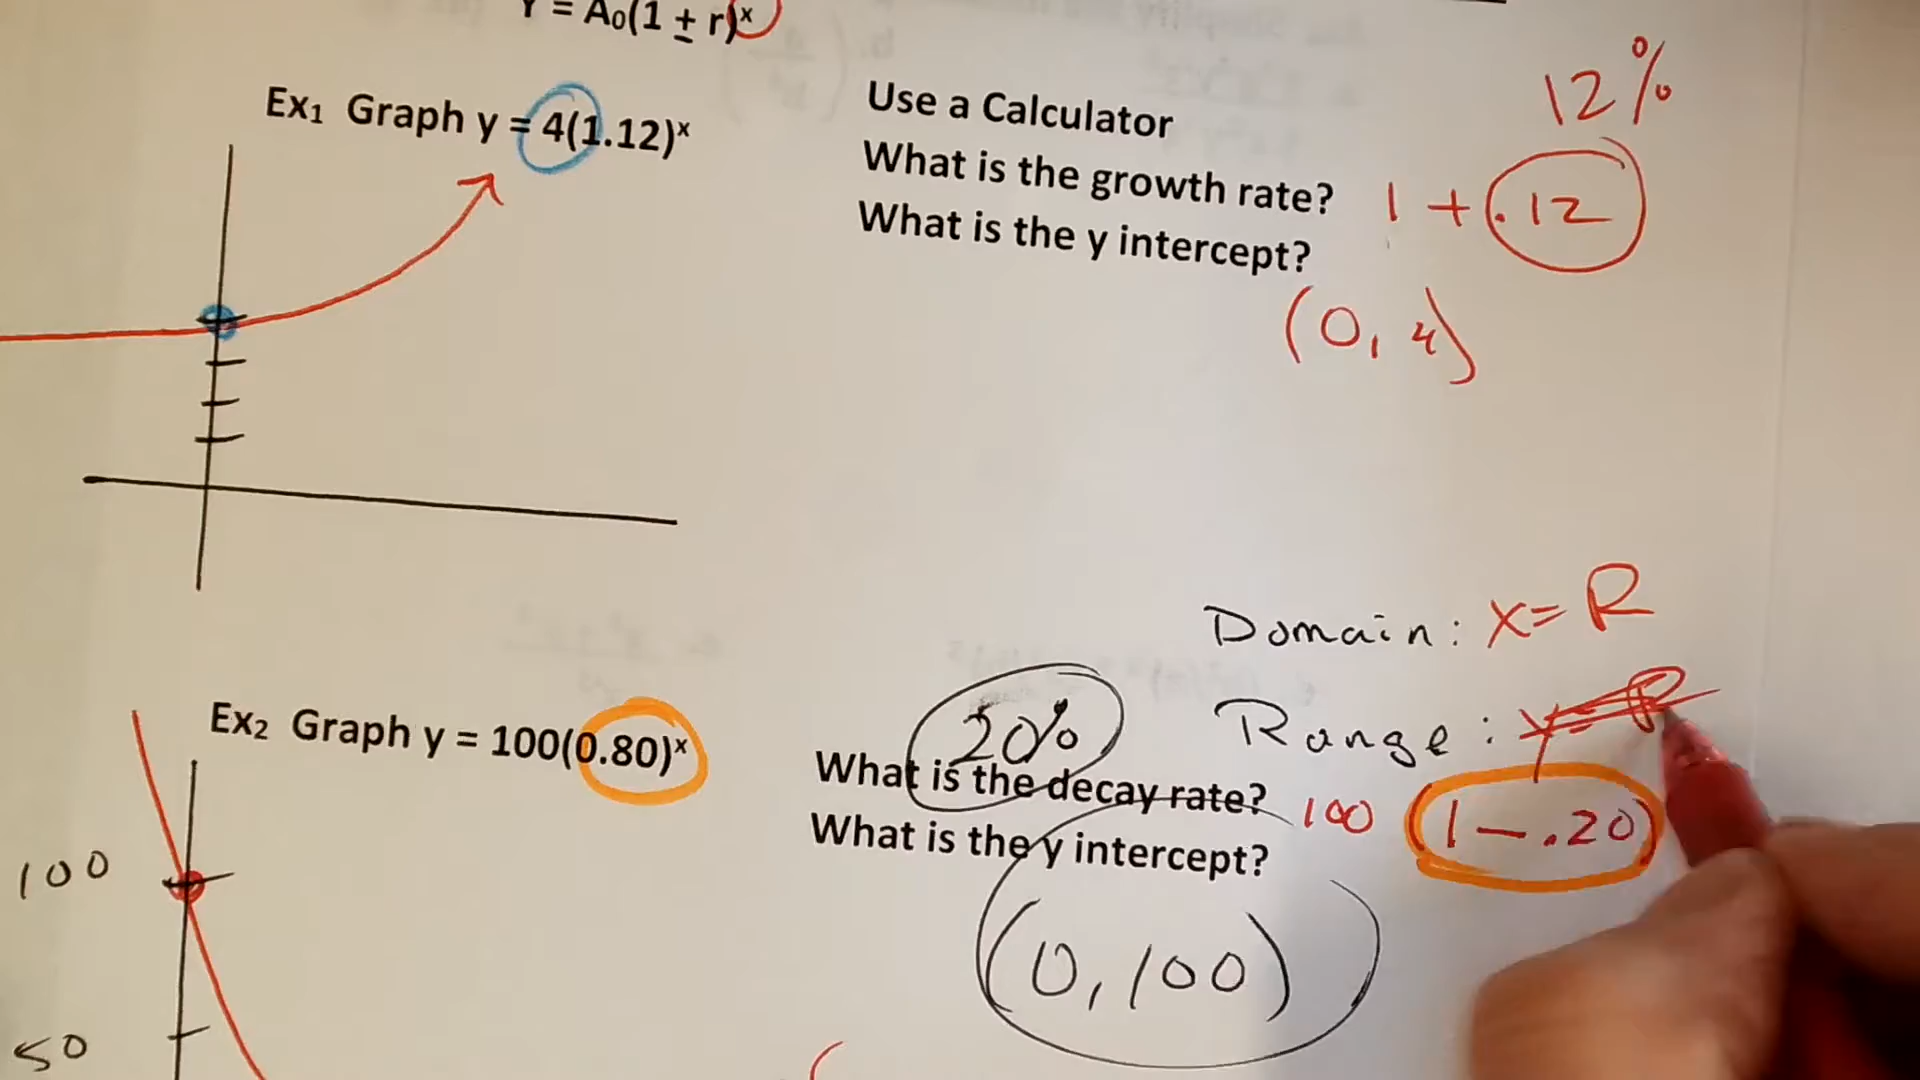 Y = A₀(1 ± r)ˣ
Ex₁ Graph y = 4(1.12)ˣ
Use a Calculator
12%
What is the growth rate? 1 + .12
What is the y intercept?
(0, 4)
Domain: x = R
Range: y = R
Ex₂ Graph y = 100(0.80)ˣ
20%
What is the decay rate? 100 1 - .20
What is the y intercept?
100
(0, 100)
50